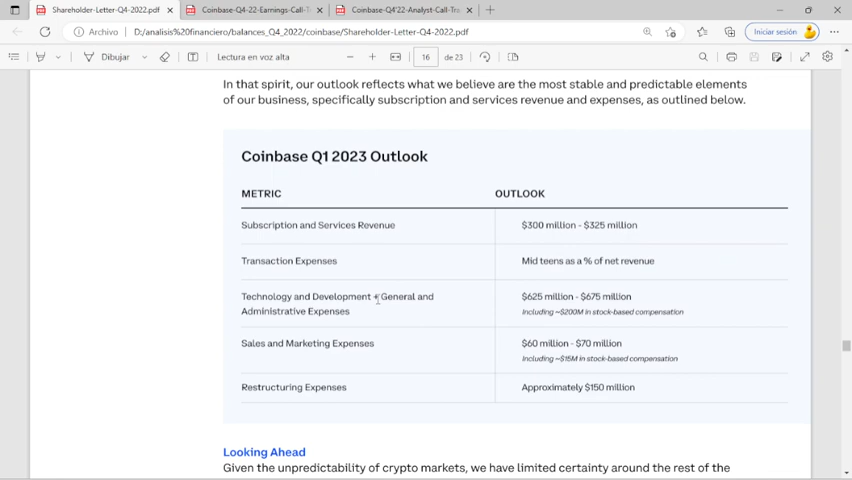 Shareholder-Letter-Q4-2022.pdf
Coinbase-Q4-22-Earnings-Call-T
Coinbase-Q4'22-Analyst-Call-Tra
Archivo
D:/analisis%20financiero/balances_Q4_2022/coinbase/Shareholder-Letter-Q4-2022.pdf
Iniciar sesión
Dibujar
Lectura en voz alta
16
de 23
In that spirit, our outlook reflects what we believe are the most stable and predictable elements
of our business, specifically subscription and services revenue and expenses, as outlined below.
Coinbase Q1 2023 Outlook
METRIC
OUTLOOK
Subscription and Services Revenue
$300 million - $325 million
Transaction Expenses
Mid teens as a % of net revenue
Technology and Development + General and
Administrative Expenses
$625 million - $675 million
Including ~$200M in stock-based compensation
Sales and Marketing Expenses
$60 million - $70 million
Including ~$15M in stock-based compensation
Restructuring Expenses
Approximately $150 million
Looking Ahead
Given the unpredictability of crypto markets, we have limited certainty around the rest of the